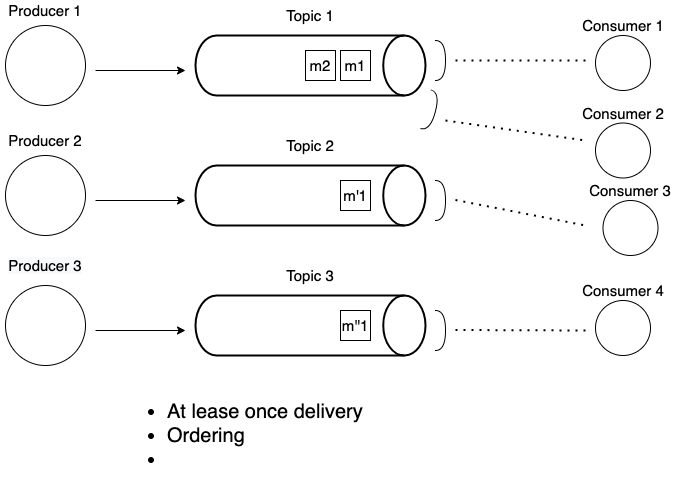 Producer 1
Topic 1
Consumer 1
m2
m1
Consumer 2
Producer 2
Topic 2
Consumer 3
m'1
Producer 3
Topic 3
Consumer 4
m"1
• At lease once delivery
• Ordering
•